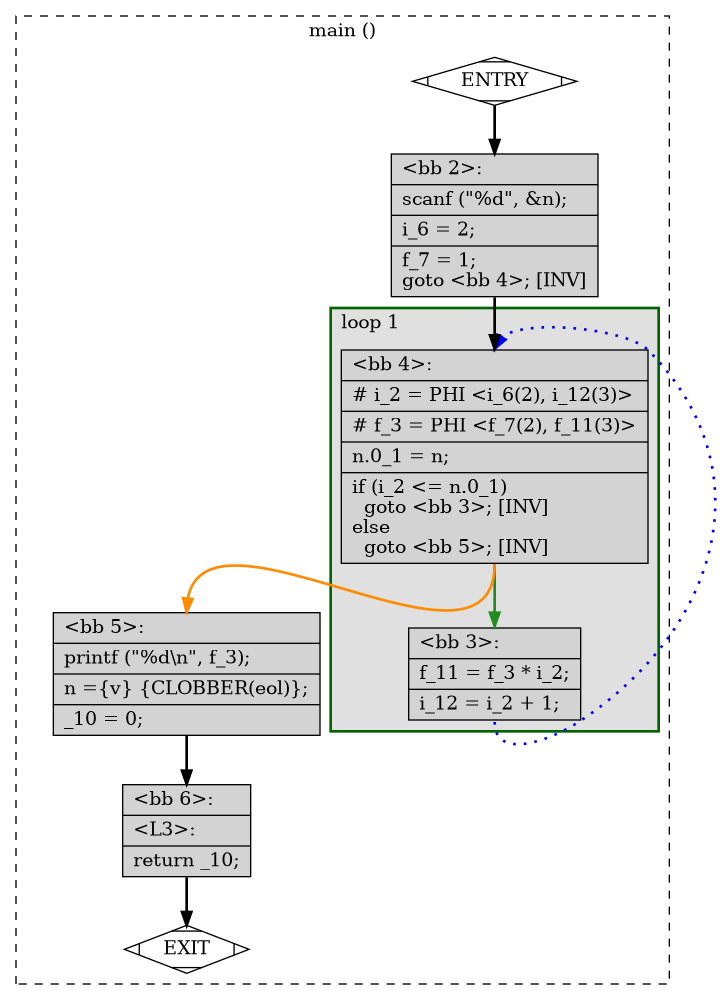 main ()
ENTRY
<bb 2>:
scanf ("%d", &n);
i_6 = 2;
f_7 = 1;
goto <bb 4>; [INV]
loop 1
<bb 4>:
# i_2 = PHI <i_6(2), i_12(3)>
# f_3 = PHI <f_7(2), f_11(3)>
n.0_1 = n;
if (i_2 <= n.0_1)
  goto <bb 3>; [INV]
else
  goto <bb 5>; [INV]
<bb 3>:
f_11 = f_3 * i_2;
i_12 = i_2 + 1;
<bb 5>:
printf ("%d\n", f_3);
n ={v} {CLOBBER(eol)};
_10 = 0;
<bb 6>:
<L3>:
return _10;
EXIT